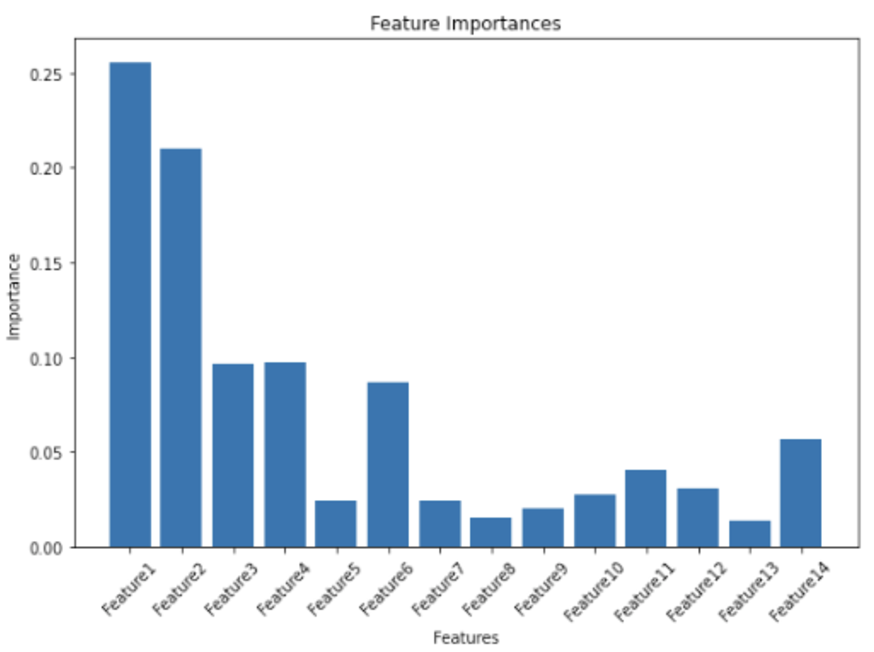 Feature Importances
Importance
0.25
0.20
0.15
0.10
0.05
0.00
Feature1
Feature2
Feature3
Feature4
Feature5
Feature6
Feature7
Feature8
Feature9
Feature10
Feature11
Feature12
Feature13
Feature14
Features